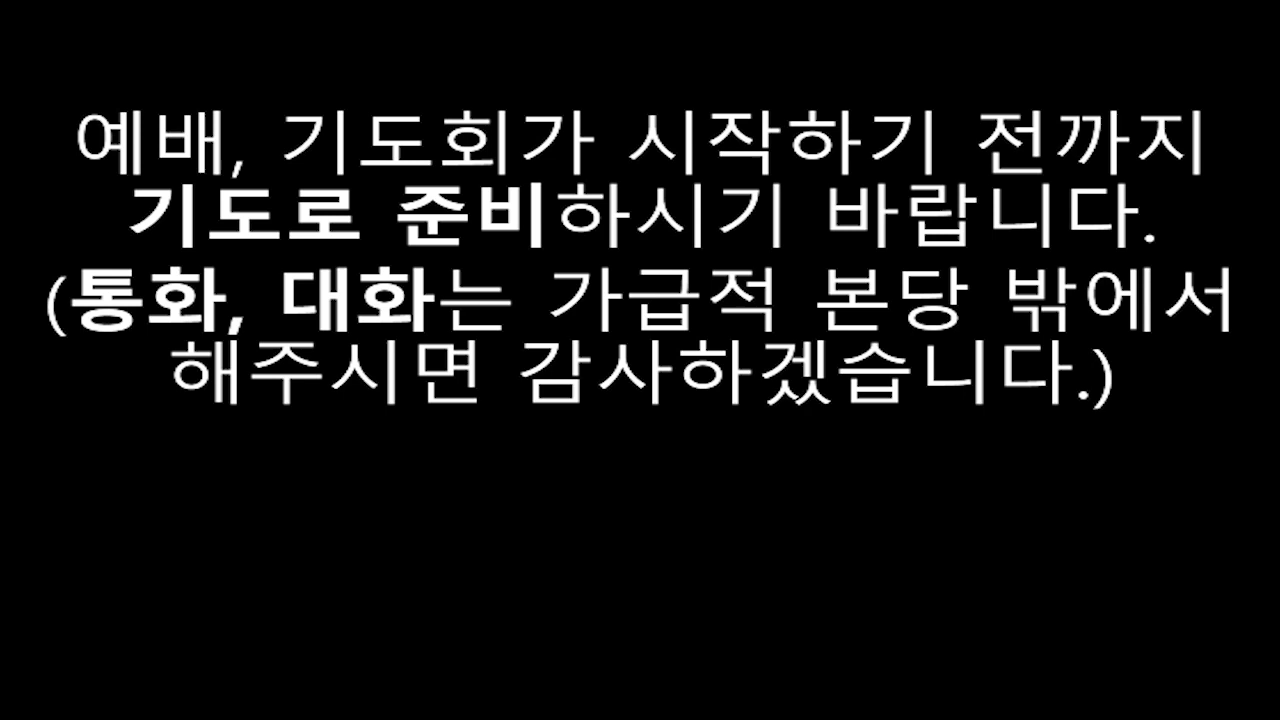 예배, 기도회가 시작하기 전까지
기도로 준비하시기 바랍니다.
(통화, 대화는 가급적 본당 밖에서
해주시면 감사하겠습니다.)